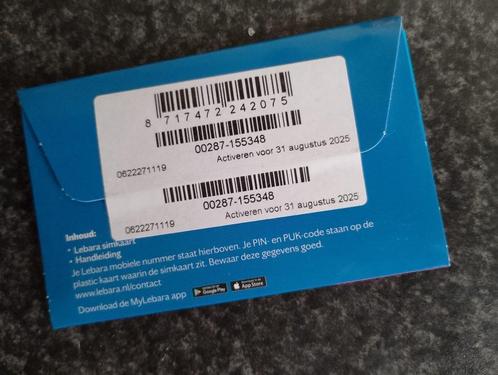 8 717472 242075
00287-155348
0622271119
Activeren voor 31 augustus 2025
00287-155348
0622271119
Activeren voor 31 augustus 2025
Inhoud:
• Lebara simkaart
• Handleiding
Je Lebara mobiele nummer staat hierboven. Je PIN- en PUK-code staan op de
plastic kaart waarin de simkaart zit. Bewaar deze gegevens goed.
www.lebara.nl/contact
Download de MyLebara app
Google Play
App Store